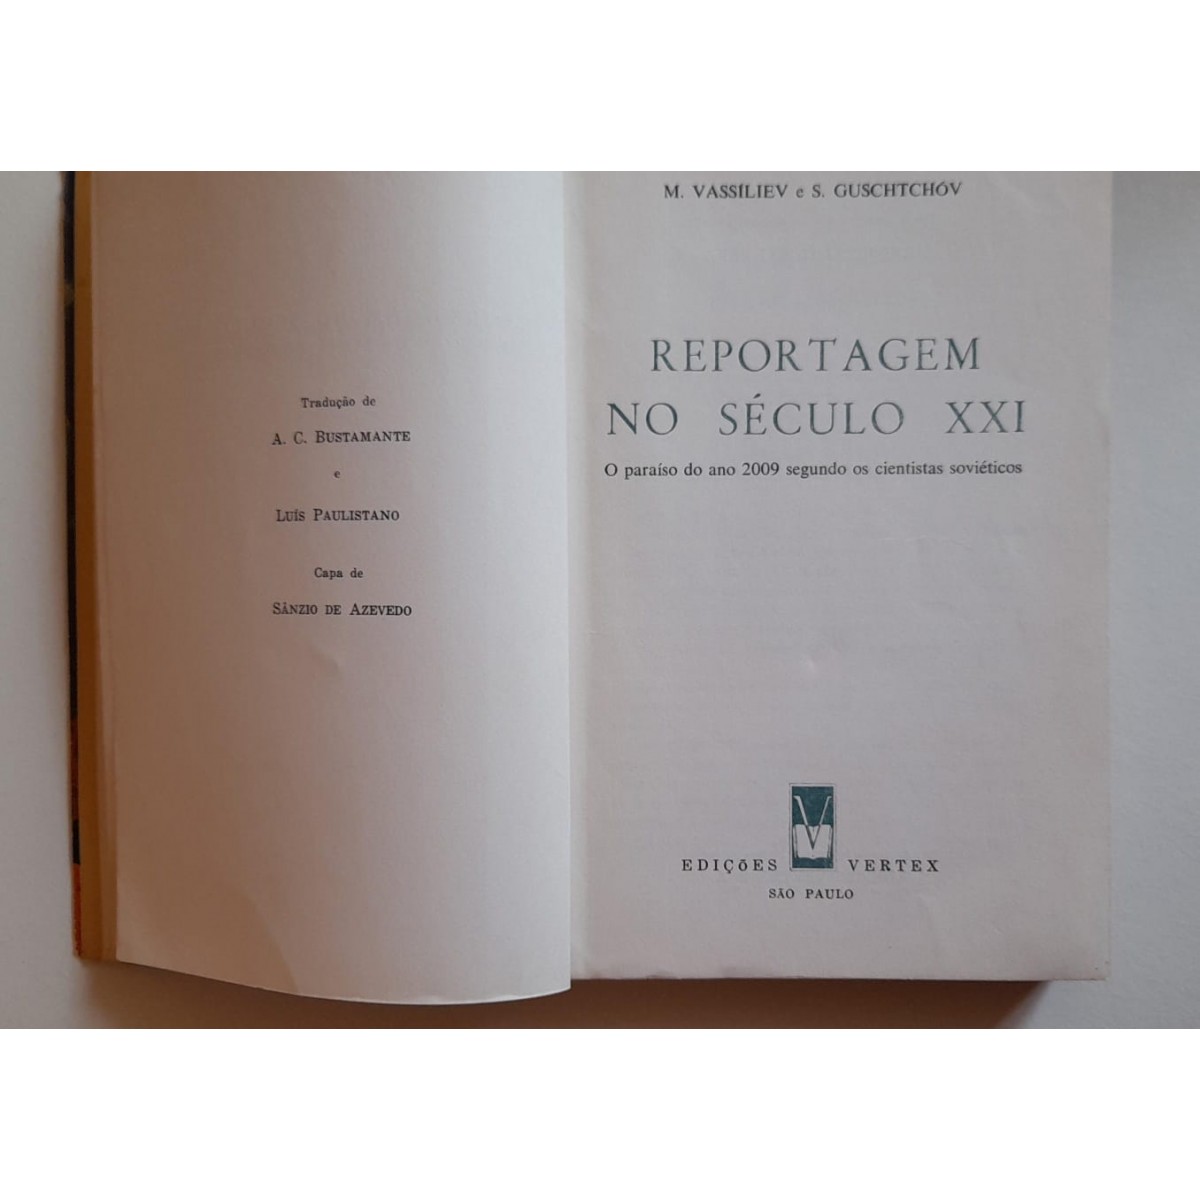 Tradução de
A. C. BUSTAMANTE
e
LUÍS PAULISTANO
Capa de
SÂNZIO DE AZEVEDO
M. VASSÍLIEV e S. GUSCHTCHÓV
REPORTAGEM
NO SÉCULO XXI
O paraíso do ano 2009 segundo os cientistas soviéticos
EDIÇÕES VERTEX
SÃO PAULO